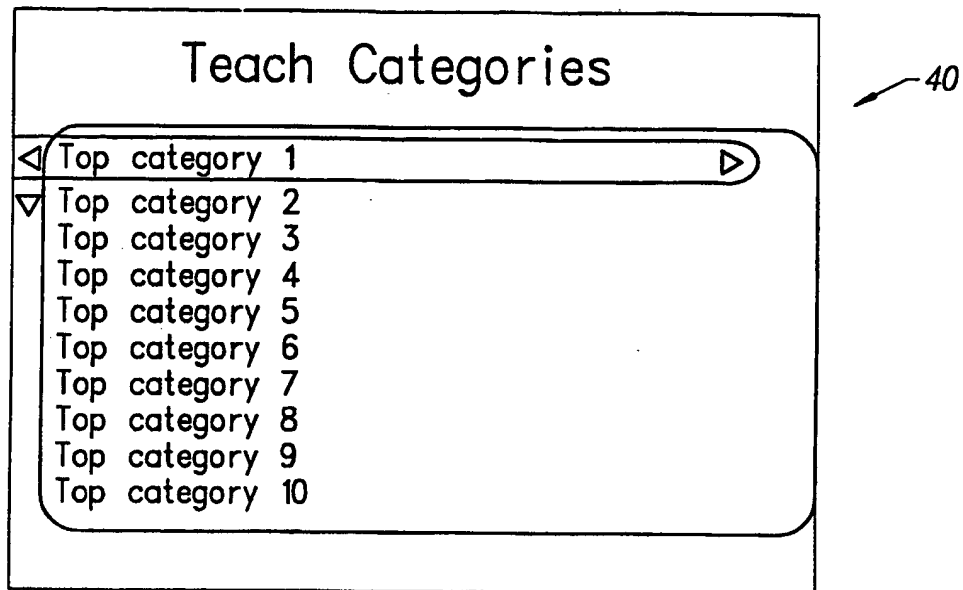 Teach Categories
40
Top category 1
Top category 2
Top category 3
Top category 4
Top category 5
Top category 6
Top category 7
Top category 8
Top category 9
Top category 10